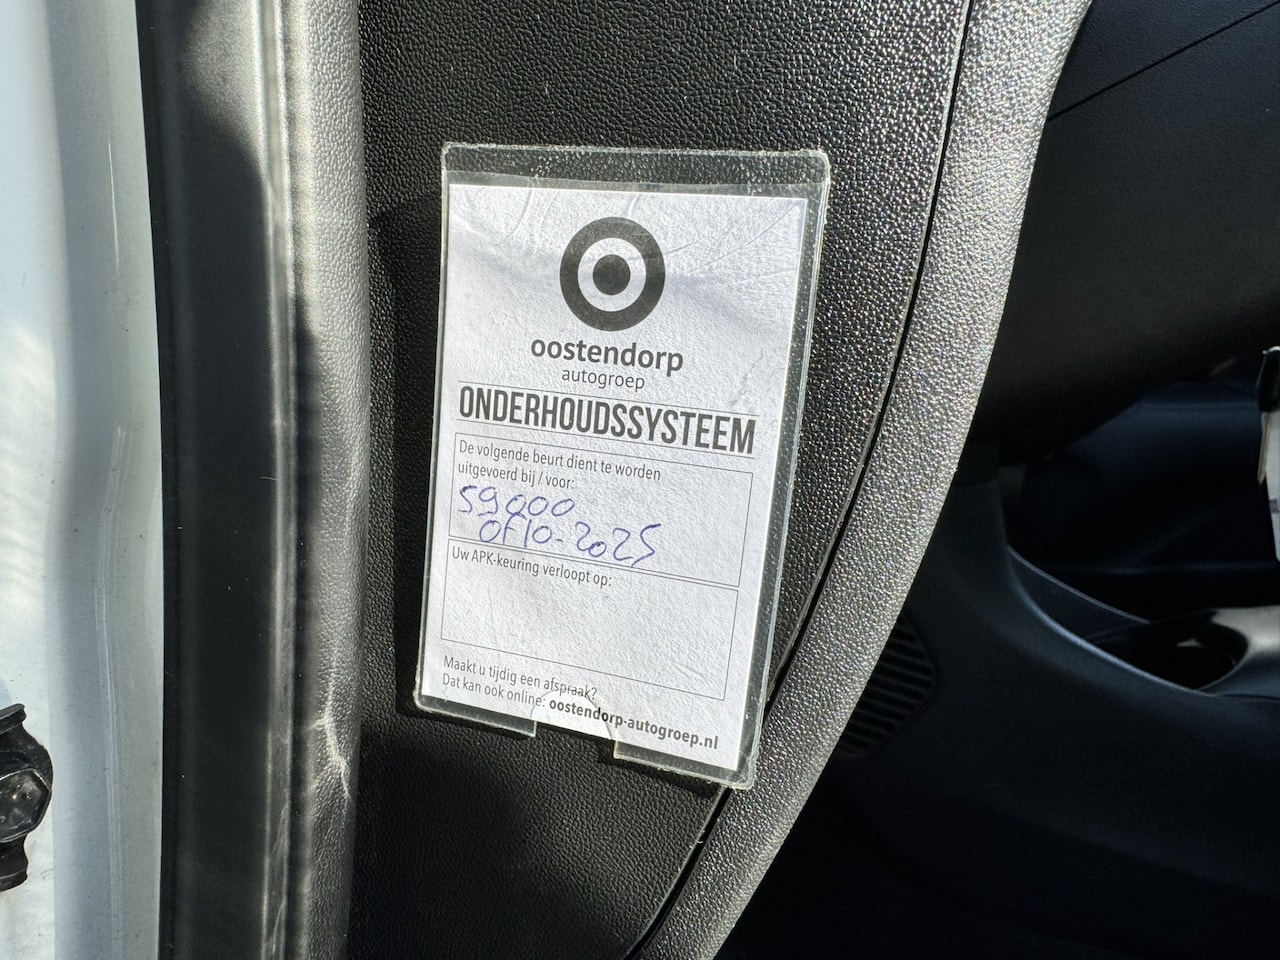 oostendorp
autogroep
ONDERHOUDSSYSTEEM
De volgende beurt dient te worden
uitgevoerd bij / voor:
59000
OF 10-2025
Uw APK-keuring verloopt op:
Maakt u tijdig een afspraak?
Dat kan ook online: oostendorp-autogroep.nl